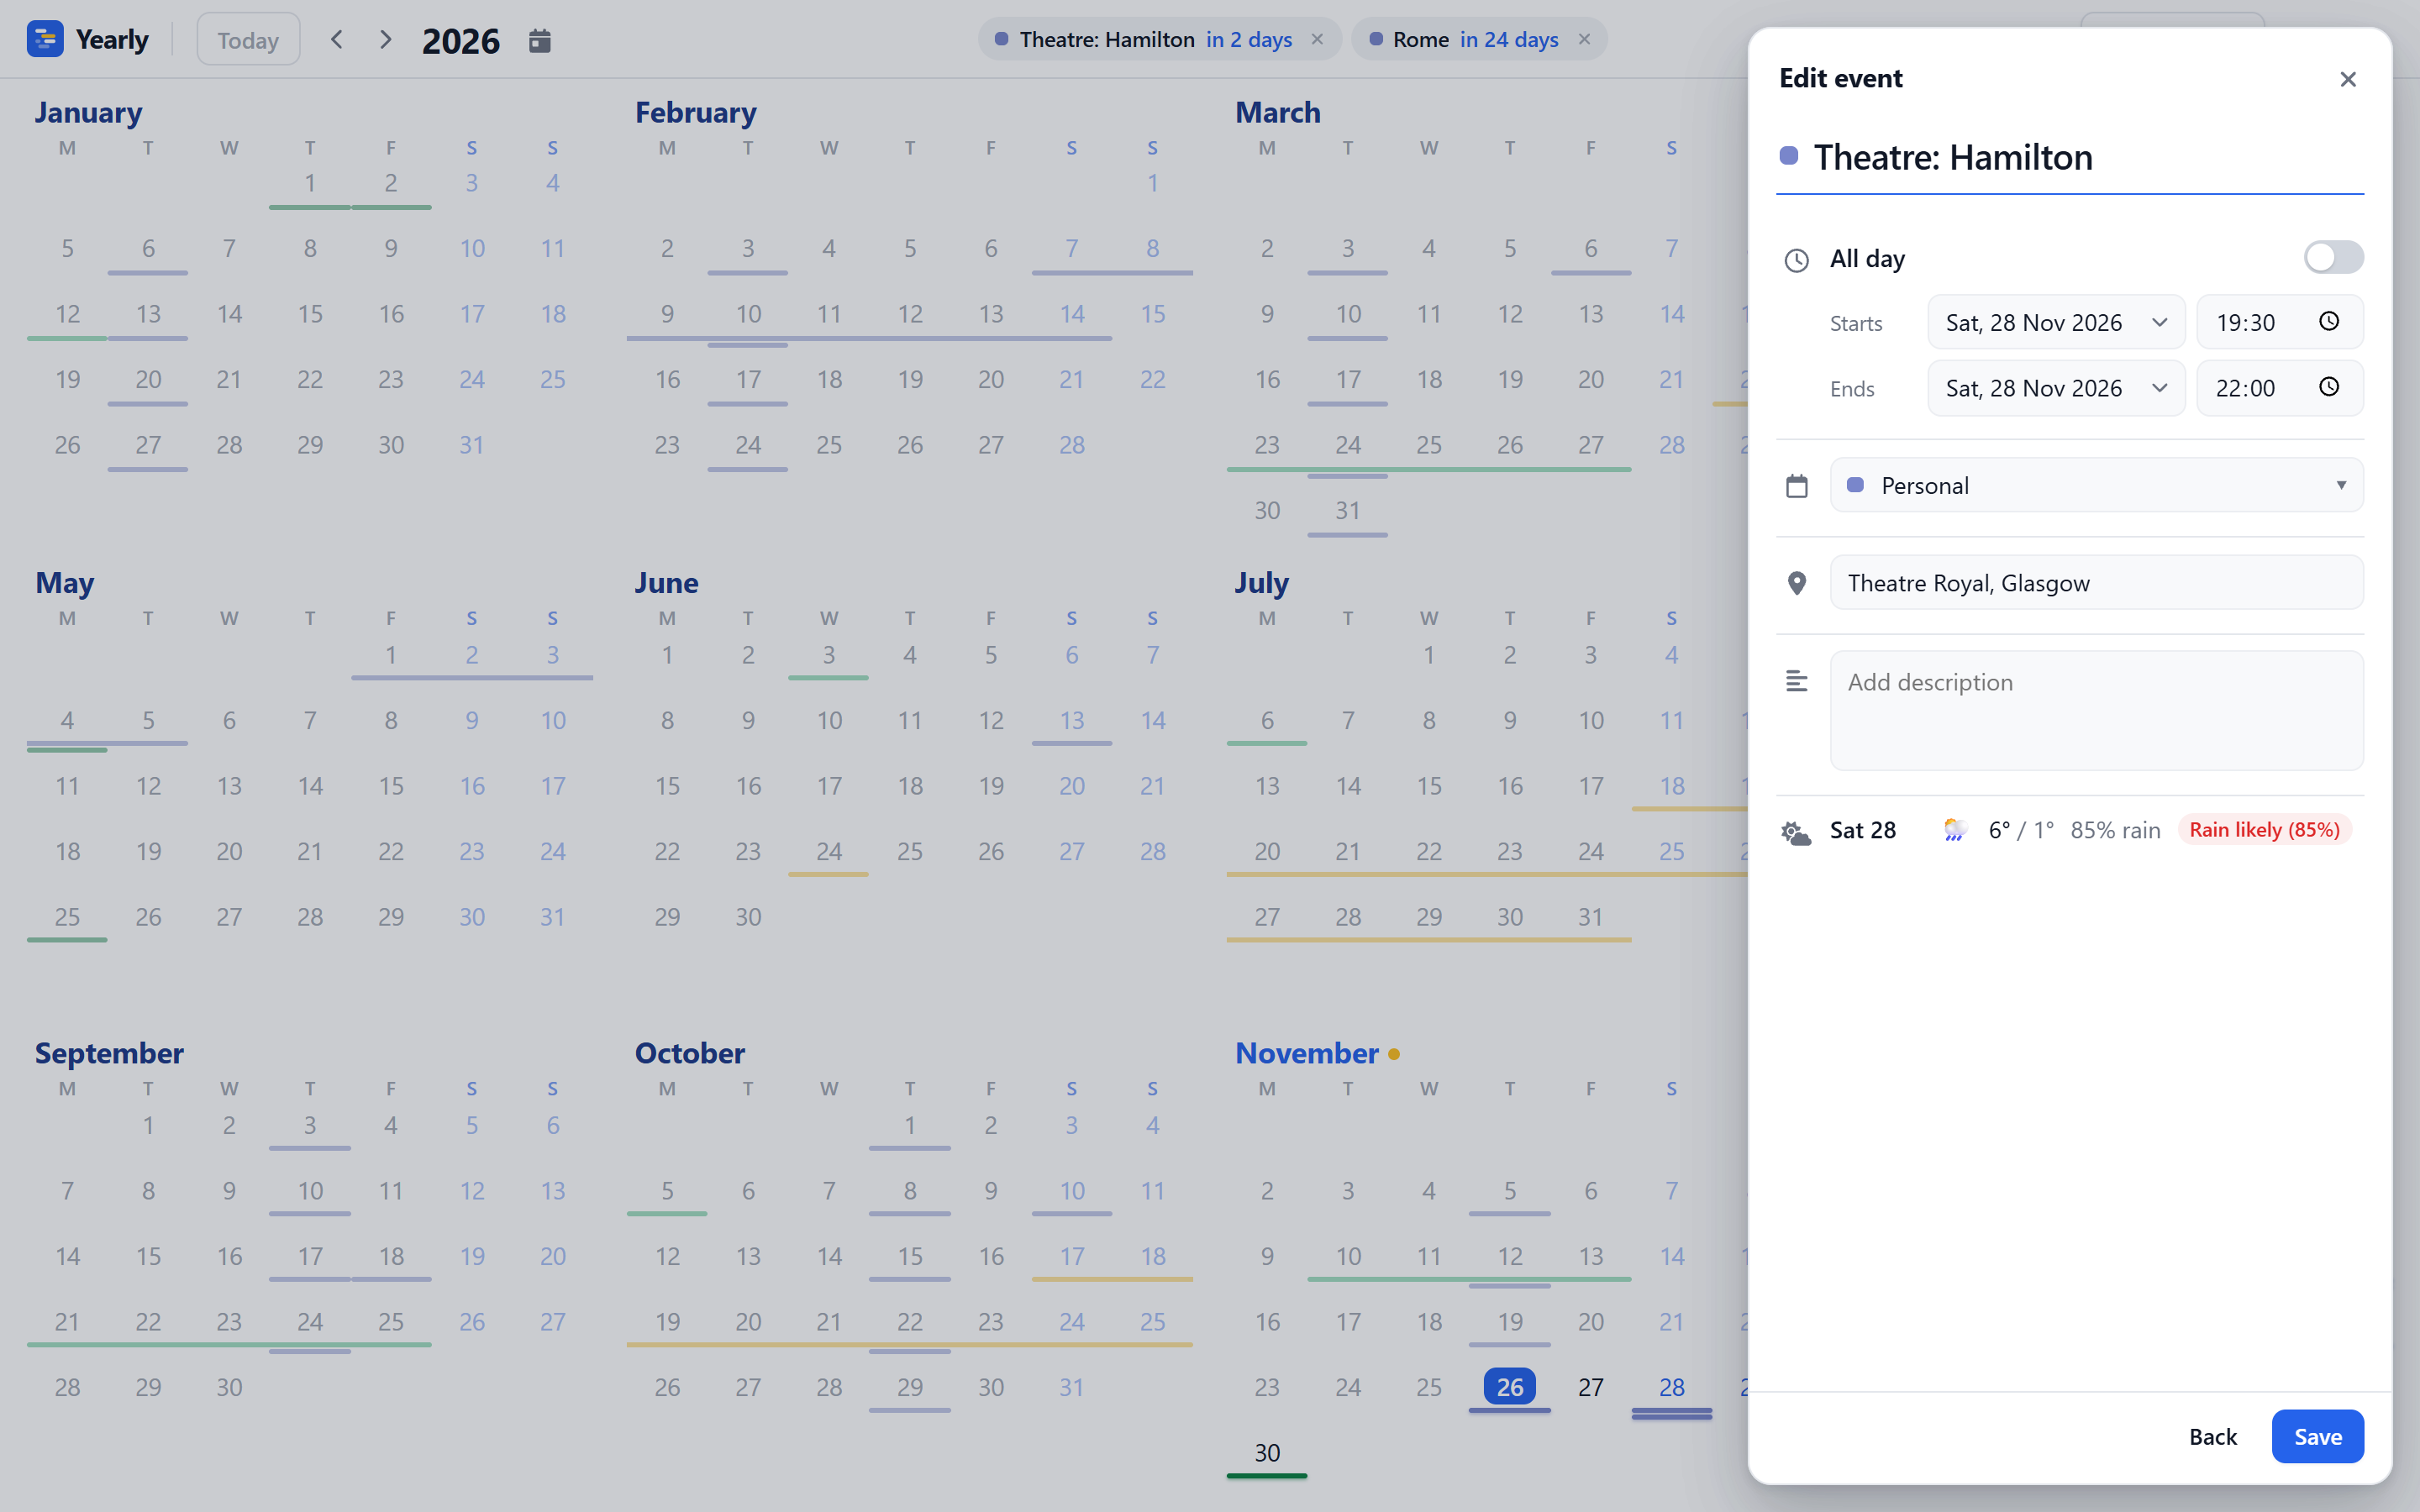 Yearly Today 2026 Theatre: Hamilton in 2 days Rome in 24 days
January
M T W T F S S
1 2 3 4
5 6 7 8 9 10 11
12 13 14 15 16 17 18
19 20 21 22 23 24 25
26 27 28 29 30 31
February
M T W T F S S
1
2 3 4 5 6 7 8
9 10 11 12 13 14 15
16 17 18 19 20 21 22
23 24 25 26 27 28
March
M T W T F S
2 3 4 5 6 7
9 10 11 12 13 14
16 17 18 19 20 21
23 24 25 26 27 28
30 31
May
M T W T F S S
1 2 3
4 5 6 7 8 9 10
11 12 13 14 15 16 17
18 19 20 21 22 23 24
25 26 27 28 29 30 31
June
M T W T F S S
1 2 3 4 5 6 7
8 9 10 11 12 13 14
15 16 17 18 19 20 21
22 23 24 25 26 27 28
29 30
July
M T W T F S
1 2 3 4
6 7 8 9 10 11
13 14 15 16 17 18
20 21 22 23 24 25
27 28 29 30 31
September
M T W T F S S
1 2 3 4 5 6
7 8 9 10 11 12 13
14 15 16 17 18 19 20
21 22 23 24 25 26 27
28 29 30
October
M T W T F S S
1 2 3 4
5 6 7 8 9 10 11
12 13 14 15 16 17 18
19 20 21 22 23 24 25
26 27 28 29 30 31
November
M T W T F S
2 3 4 5 6 7
9 10 11 12 13 14
16 17 18 19 20 21
23 24 25 26 27 28
30
Edit event
Theatre: Hamilton
All day
Starts Sat, 28 Nov 2026 19:30
Ends Sat, 28 Nov 2026 22:00
Personal
Theatre Royal, Glasgow
Add description
Sat 28 6° / 1° 85% rain Rain likely (85%)
Back Save